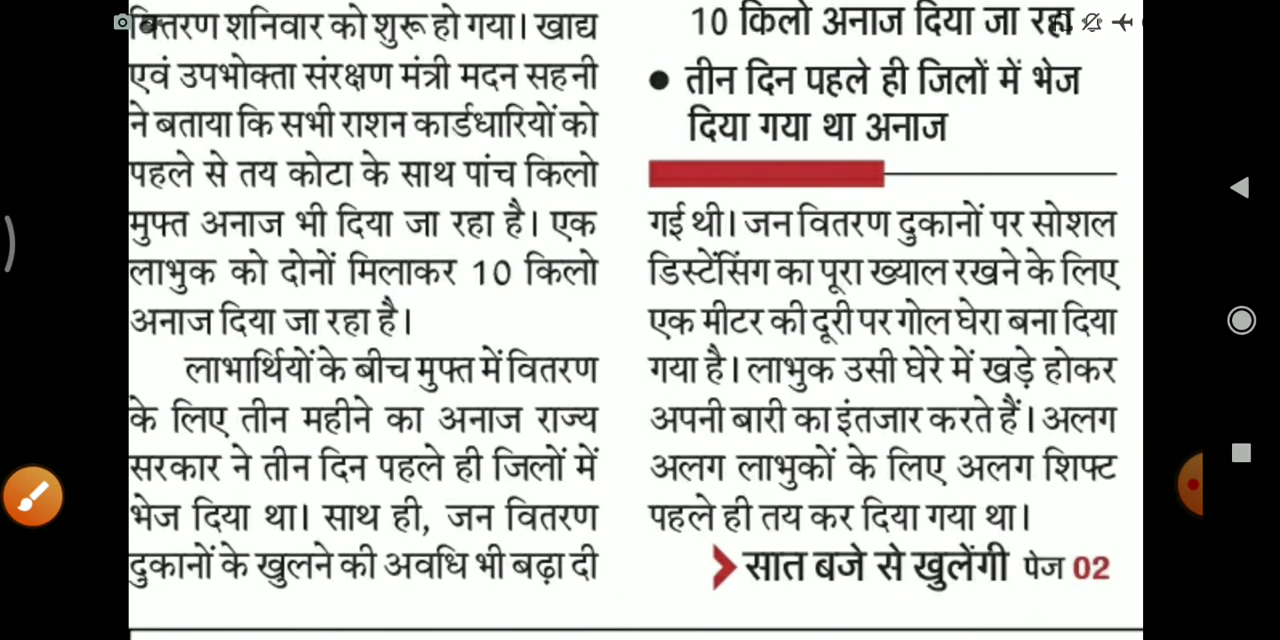 वितरण शनिवार को शुरू हो गया। खाद्य
एवं उपभोक्ता संरक्षण मंत्री मदन सहनी
ने बताया कि सभी राशन कार्डधारियों को
पहले से तय कोटा के साथ पांच किलो
मुफ्त अनाज भी दिया जा रहा है। एक
लाभुक को दोनों मिलाकर 10 किलो
अनाज दिया जा रहा है।
लाभार्थियों के बीच मुफ्त में वितरण
के लिए तीन महीने का अनाज राज्य
सरकार ने तीन दिन पहले ही जिलों में
भेज दिया था। साथ ही, जन वितरण
दुकानों के खुलने की अवधि भी बढ़ा दी
10 किलो अनाज दिया जा रहा
● तीन दिन पहले ही जिलों में भेज
दिया गया था अनाज
गई थी। जन वितरण दुकानों पर सोशल
डिस्टेंसिंग का पूरा ख्याल रखने के लिए
एक मीटर की दूरी पर गोल घेरा बना दिया
गया है। लाभुक उसी घेरे में खड़े होकर
अपनी बारी का इंतजार करते हैं। अलग
अलग लाभुकों के लिए अलग शिफ्ट
पहले ही तय कर दिया गया था।
सात बजे से खुलेंगी पेज 02